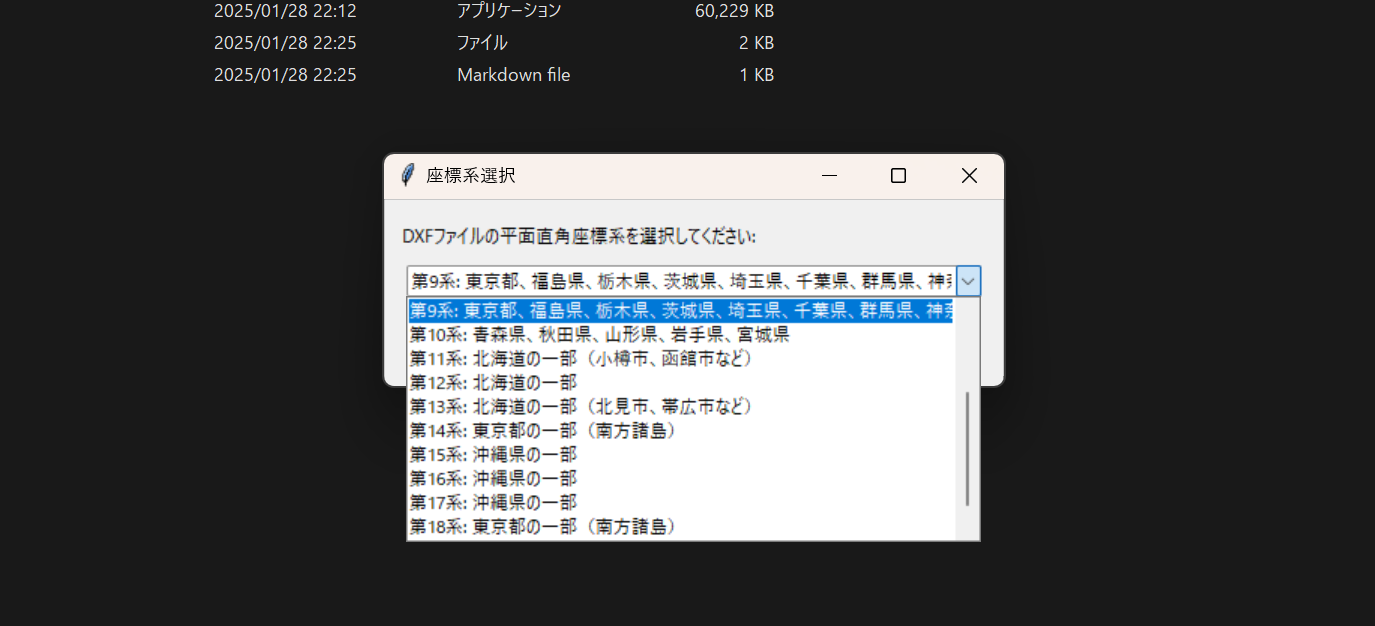 2025/01/28 22:12 アプリケーション 60,229 KB
2025/01/28 22:25 ファイル 2 KB
2025/01/28 22:25 Markdown file 1 KB
座標系選択
DXFファイルの平面直角座標系を選択してください:
第9系: 東京都、福島県、栃木県、茨城県、埼玉県、千葉県、群馬県、神奈
第9系: 東京都、福島県、栃木県、茨城県、埼玉県、千葉県、群馬県、神奈
第10系: 青森県、秋田県、山形県、岩手県、宮城県
第11系: 北海道の一部（小樽市、函館市など）
第12系: 北海道の一部
第13系: 北海道の一部（北見市、帯広市など）
第14系: 東京都の一部（南方諸島）
第15系: 沖縄県の一部
第16系: 沖縄県の一部
第17系: 沖縄県の一部
第18系: 東京都の一部（南方諸島）